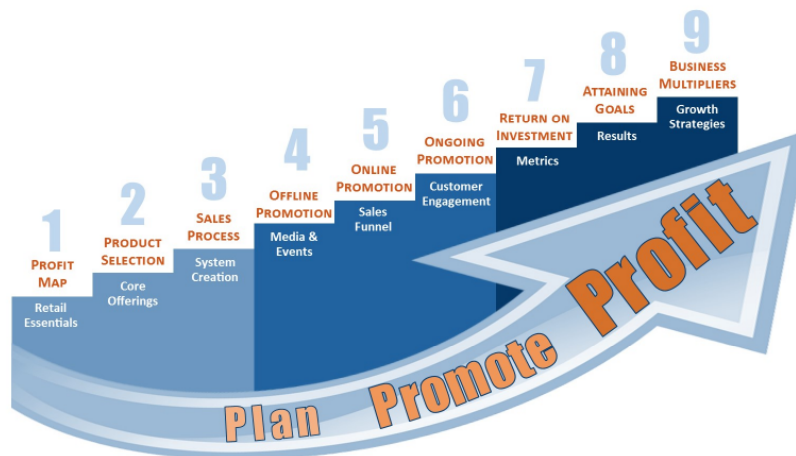 1
PROFIT
MAP
Retail
Essentials
2
PRODUCT
SELECTION
Core
Offerings
3
SALES
PROCESS
System
Creation
4
OFFLINE
PROMOTION
Media &
Events
5
ONLINE
PROMOTION
Sales
Funnel
6
ONGOING
PROMOTION
Customer
Engagement
7
RETURN ON
INVESTMENT
Metrics
8
ATTAINING
GOALS
Results
9
BUSINESS
MULTIPLIERS
Growth
Strategies
Plan Promote Profit